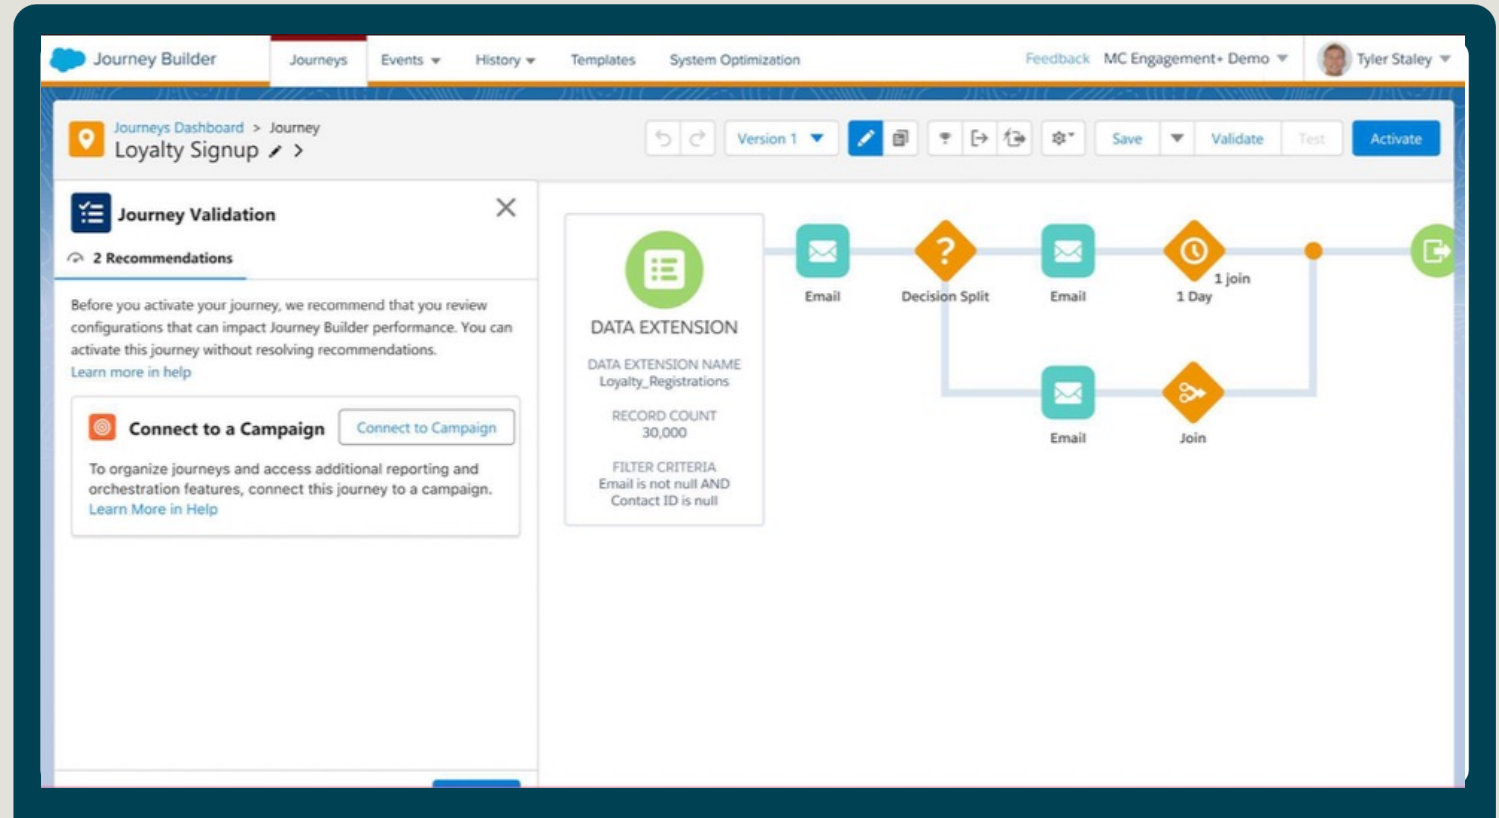 Journey Builder
Journeys
Events
History
Templates
System Optimization
Feedback
MC Engagement+ Demo
Tyler Staley
Journeys Dashboard > Journey
Loyalty Signup
Version 1
Save
Validate
Test
Activate
Journey Validation
2 Recommendations
Before you activate your journey, we recommend that you review
configurations that can impact Journey Builder performance. You can
activate this journey without resolving recommendations.
Learn more in help
Connect to a Campaign
Connect to Campaign
To organize journeys and access additional reporting and
orchestration features, connect this journey to a campaign.
Learn More in Help
DATA EXTENSION
DATA EXTENSION NAME
Loyalty_Registrations
RECORD COUNT
30,000
FILTER CRITERIA
Email is not null AND
Contact ID is null
Email
Decision Split
Email
1 Day
1 join
Email
Join